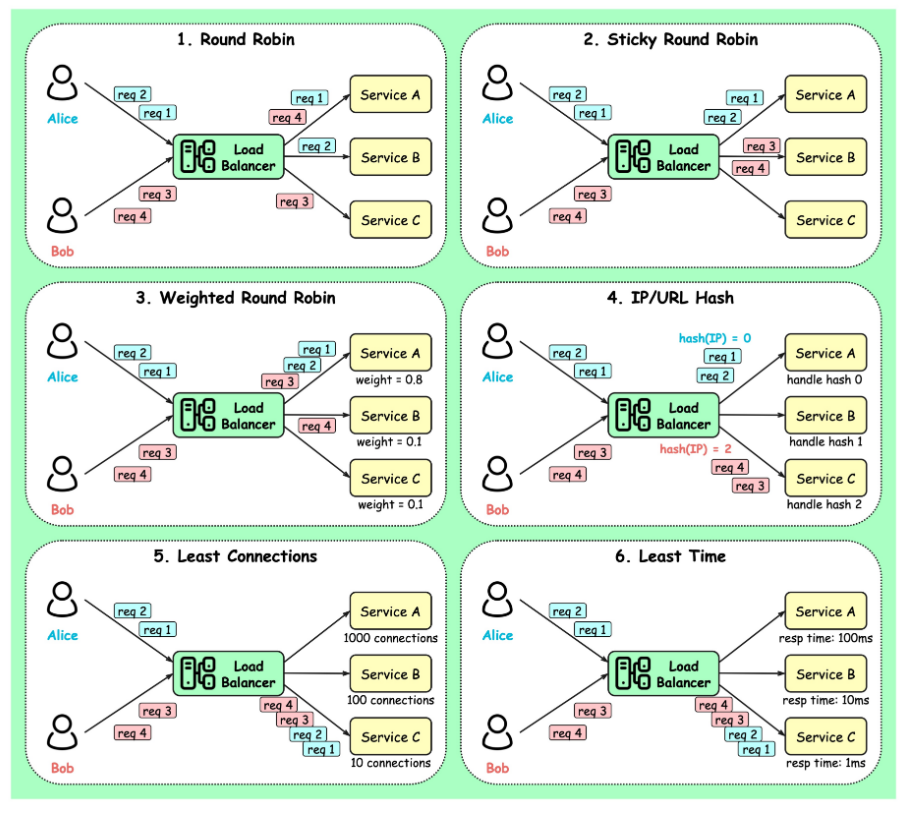 1. Round Robin
Alice
req 2
req 1
Load
Balancer
req 3
req 4
Bob
req 1
req 4
req 2
req 3
Service A
Service B
Service C
2. Sticky Round Robin
Alice
req 2
req 1
Load
Balancer
req 3
req 4
Bob
req 1
req 2
req 3
req 4
Service A
Service B
Service C
3. Weighted Round Robin
Alice
req 2
req 1
Load
Balancer
req 3
req 4
Bob
req 1
req 2
req 3
req 4
Service A
weight = 0.8
Service B
weight = 0.1
Service C
weight = 0.1
4. IP/URL Hash
Alice
req 2
req 1
Load
Balancer
req 3
req 4
Bob
hash(IP) = 0
req 1
req 2
hash(IP) = 2
req 4
req 3
Service A
handle hash 0
Service B
handle hash 1
Service C
handle hash 2
5. Least Connections
Alice
req 2
req 1
Load
Balancer
req 3
req 4
Bob
req 4
req 3
req 2
req 1
Service A
1000 connections
Service B
100 connections
Service C
10 connections
6. Least Time
Alice
req 2
req 1
Load
Balancer
req 3
req 4
Bob
req 4
req 3
req 2
req 1
Service A
resp time: 100ms
Service B
resp time: 10ms
Service C
resp time: 1ms